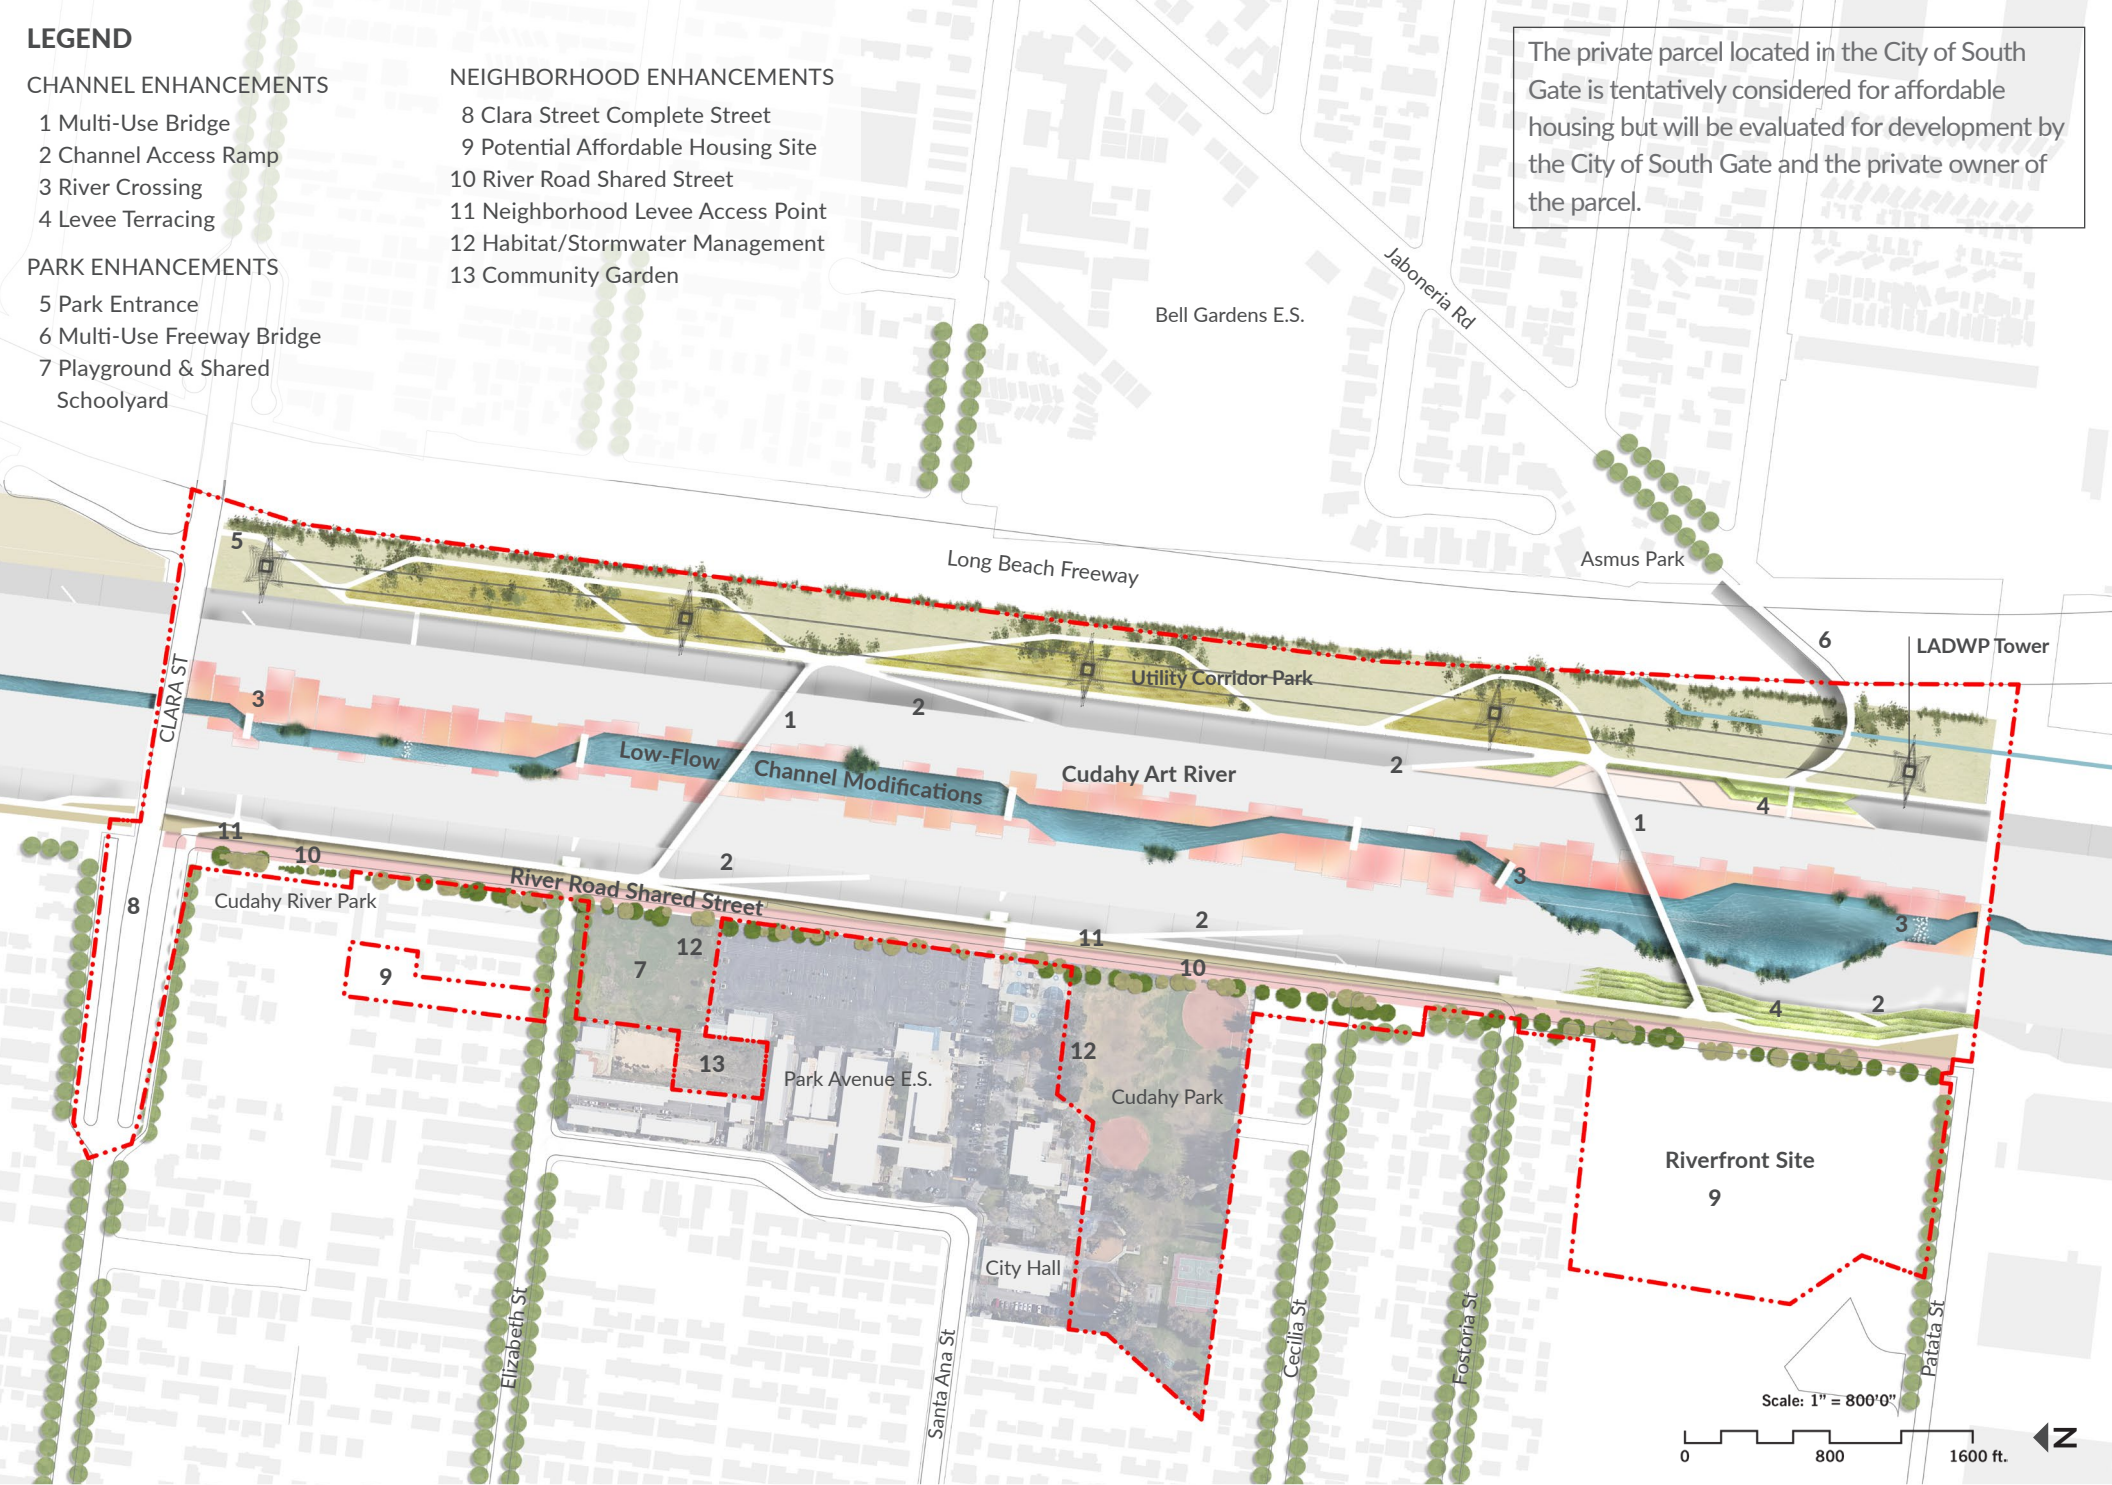 LEGEND
CHANNEL ENHANCEMENTS
1 Multi-Use Bridge
2 Channel Access Ramp
3 River Crossing
4 Levee Terracing
PARK ENHANCEMENTS
5 Park Entrance
6 Multi-Use Freeway Bridge
7 Playground & Shared
Schoolyard
NEIGHBORHOOD ENHANCEMENTS
8 Clara Street Complete Street
9 Potential Affordable Housing Site
10 River Road Shared Street
11 Neighborhood Levee Access Point
12 Habitat/Stormwater Management
13 Community Garden
The private parcel located in the City of South
Gate is tentatively considered for affordable
housing but will be evaluated for development by
the City of South Gate and the private owner of
the parcel.
Jaboneria Rd
Bell Gardens E.S.
5
Long Beach Freeway
Asmus Park
6
LADWP Tower
CLARA ST
3
Utility Corridor Park
1
2
Low-Flow
Channel Modifications
Cudahy Art River
2
4
1
11
10
2
River Road Shared Street
3
8
Cudahy River Park
2
3
12
11
7
10
9
4
2
12
13
Park Avenue E.S.
Cudahy Park
Riverfront Site
9
City Hall
Elizabeth St
Santa Ana St
Cecilia St
Fostoria St
Patata St
Scale: 1” = 800'0”
0
800
1600 ft.
N